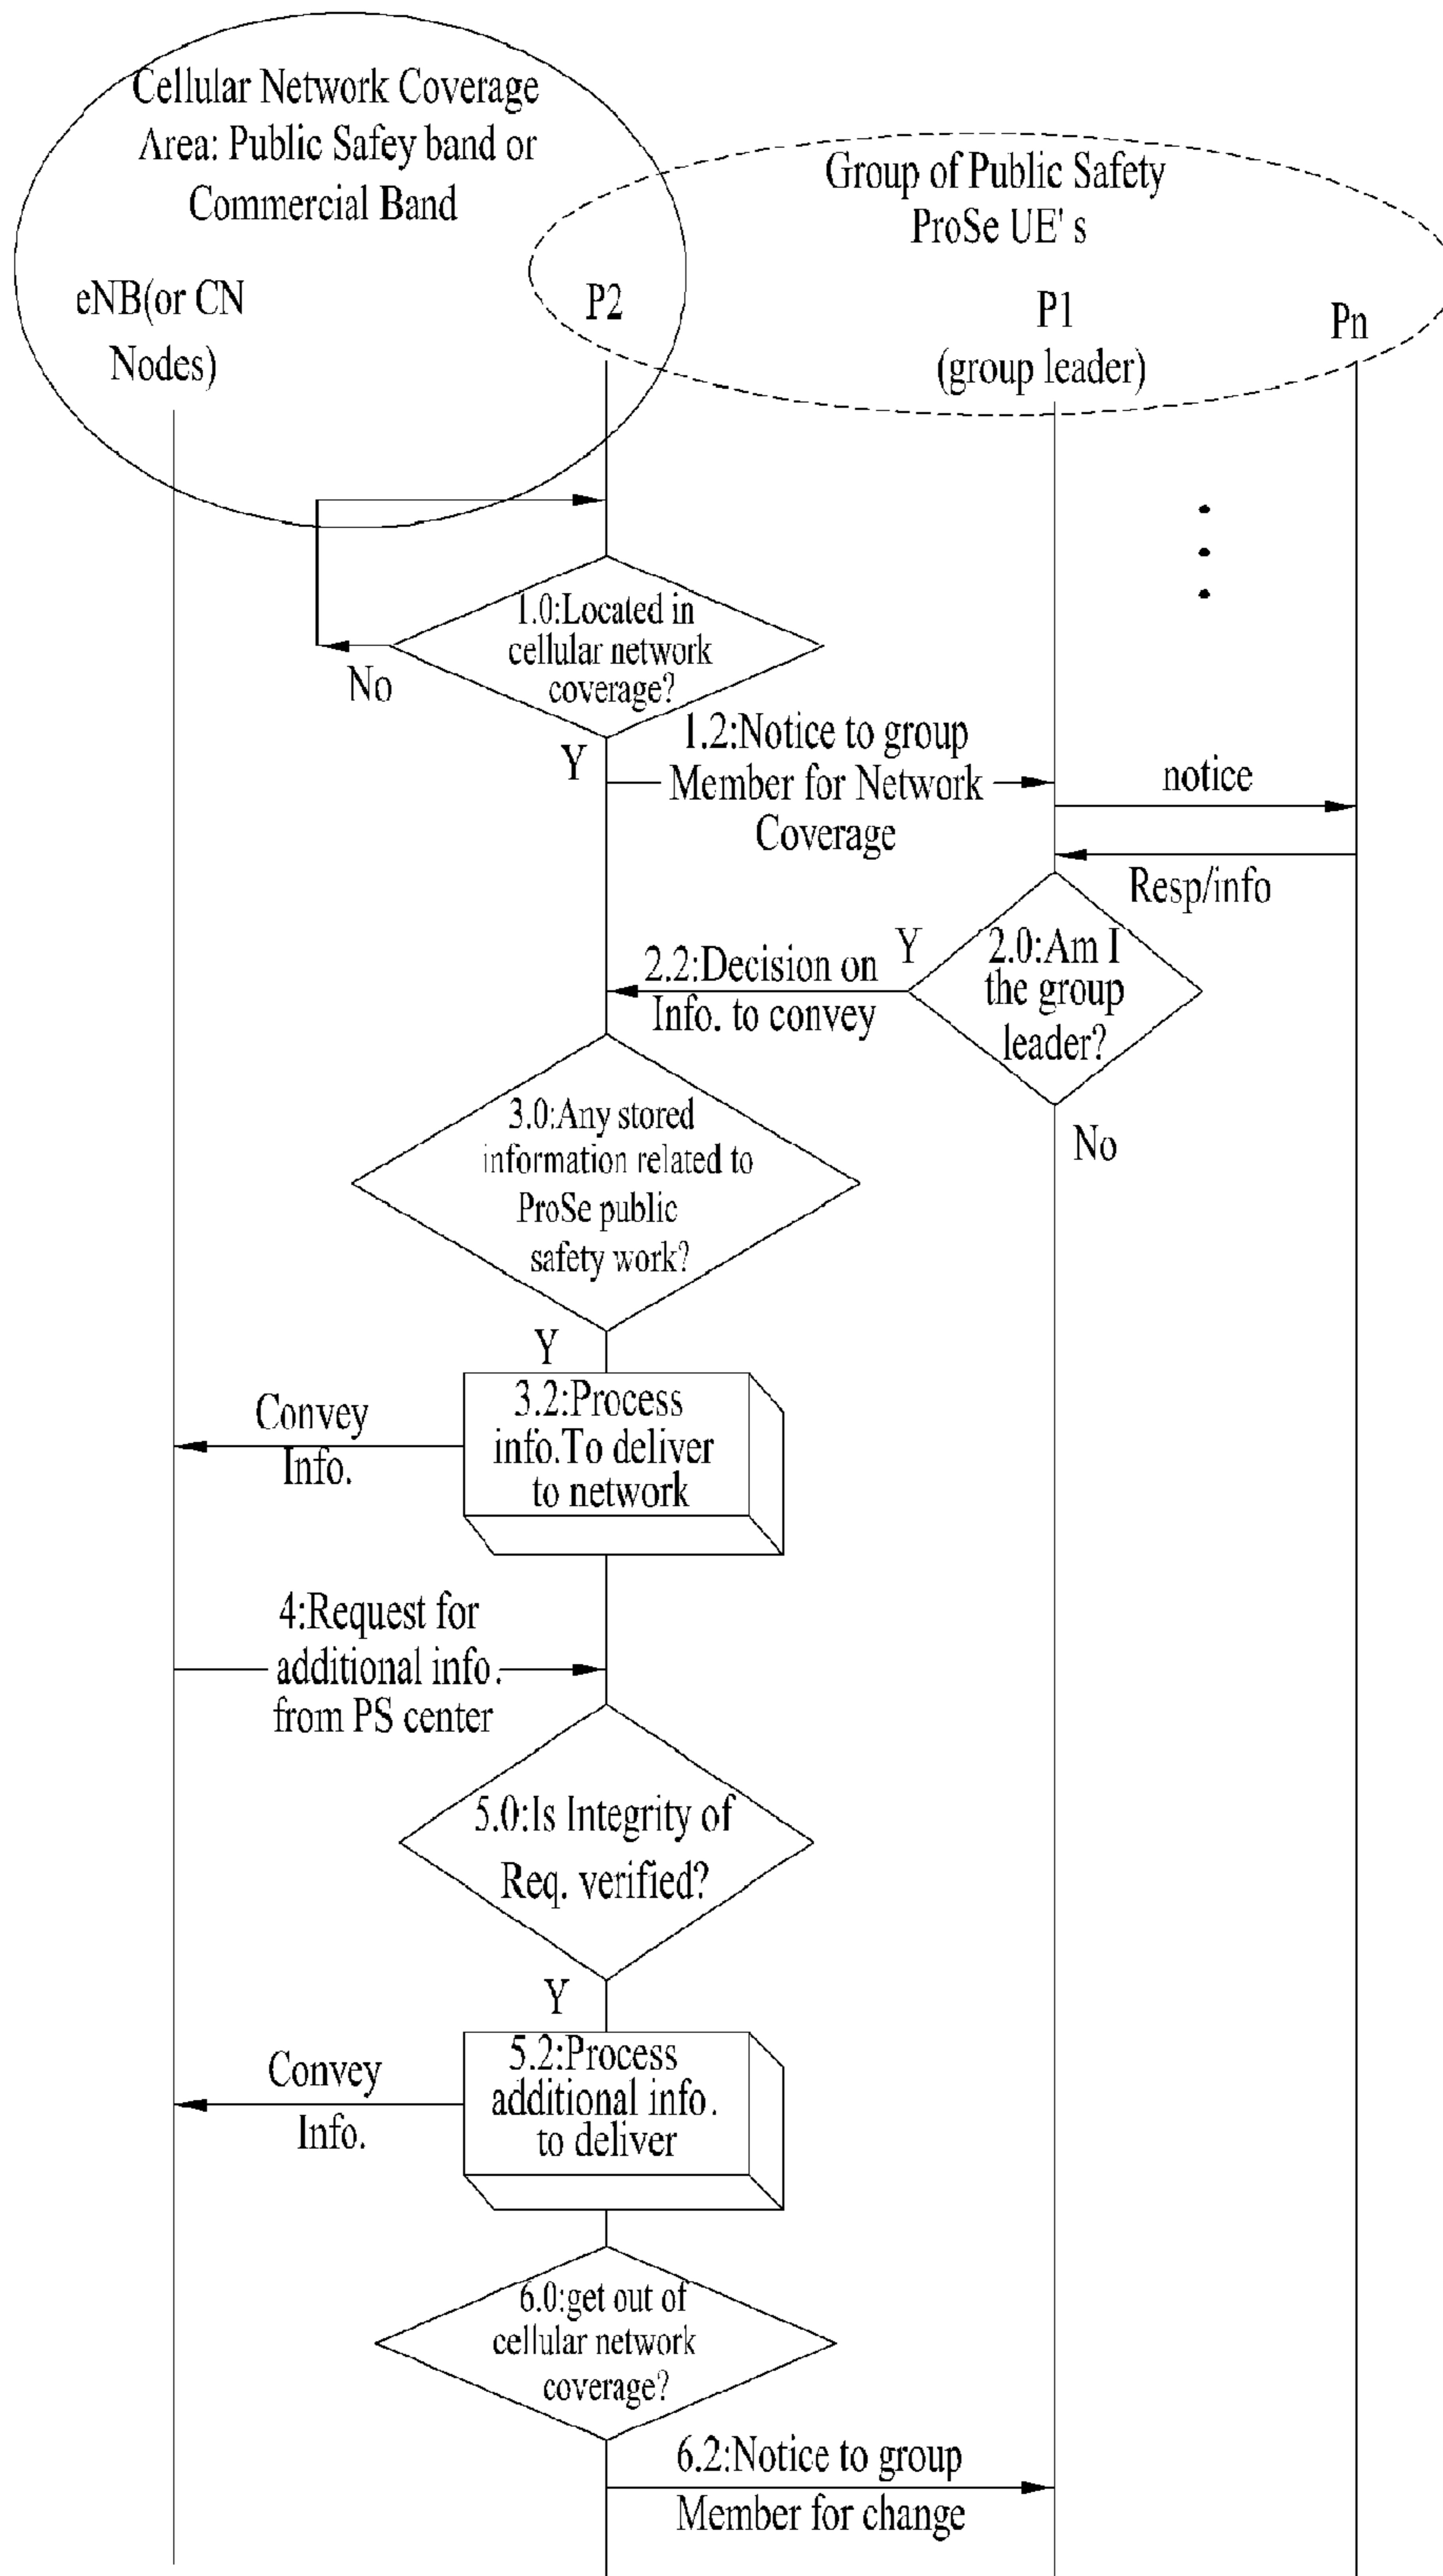 Cellular Network Coverage
Area: Public Safey band or
Commercial Band
Group of Public Safety
ProSe UE' s
eNB(or CN
Nodes)
P2
P1
(group leader)
Pn
1.0:Located in
cellular network
coverage?
No
Y
1.2:Notice to group
Member for Network
Coverage
notice
Resp/info
2.0:Am I
the group
leader?
Y
No
2.2:Decision on
Info. to convey
3.0:Any stored
information related to
ProSe public
safety work?
Y
3.2:Process
info.To deliver
to network
Convey
Info.
4:Request for
additional info.
from PS center
5.0:Is Integrity of
Req. verified?
Y
5.2:Process
additional info.
to deliver
Convey
Info.
6.0:get out of
cellular network
coverage?
6.2:Notice to group
Member for change